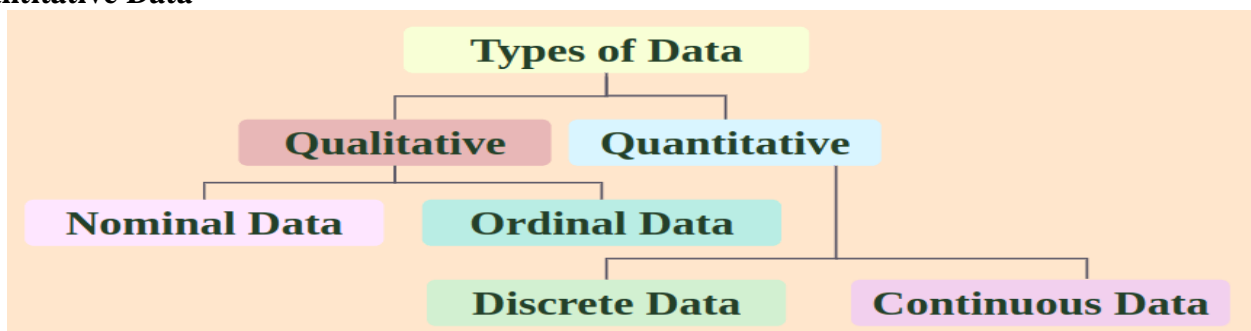 Types of Data
Qualitative Quantitative
Nominal Data Ordinal Data
Discrete Data Continuous Data